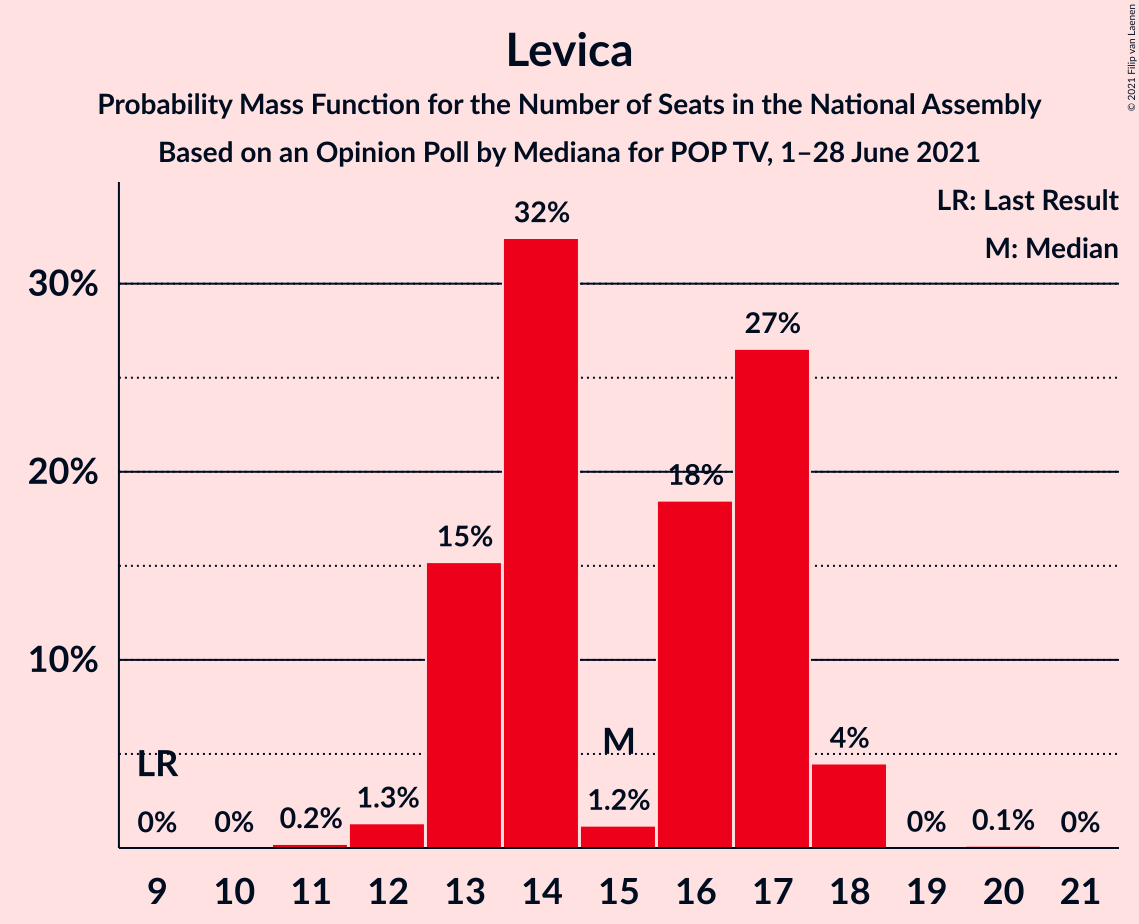 Levica
Probability Mass Function for the Number of Seats in the National Assembly
Based on an Opinion Poll by Mediana for POP TV, 1–28 June 2021
© 2021 Filip van Laenen
LR: Last Result
M: Median
30%
20%
10%
32%
27%
18%
15%
M
LR
4%
1.3%
1.2%
0%
0%
0.2%
0%
0.1%
0%
9 10 11 12 13 14 15 16 17 18 19 20 21